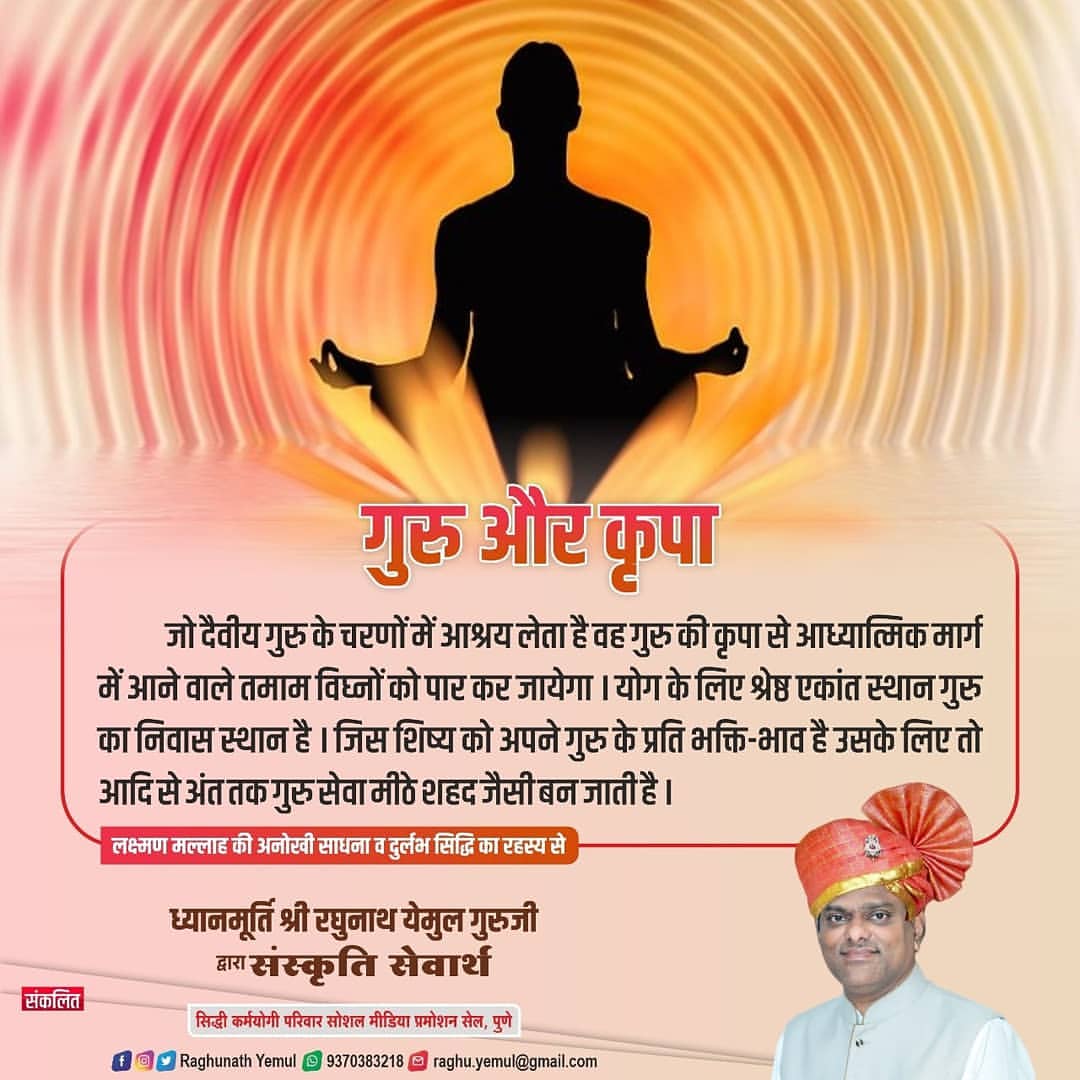 गुरु और कृपा
जो दैवीय गुरु के चरणों में आश्रय लेता है वह गुरु की कृपा से आध्यात्मिक मार्ग
में आने वाले तमाम विघ्नों को पार कर जायेगा । योग के लिए श्रेष्ठ एकांत स्थान गुरु
का निवास स्थान है । जिस शिष्य को अपने गुरु के प्रति भक्ति-भाव है उसके लिए तो
आदि से अंत तक गुरु सेवा मीठे शहद जैसी बन जाती है ।
लक्ष्मण मल्लाह की अनोखी साधना व दुर्लभ सिद्धि का रहस्य से
ध्यानमूर्ति श्री रघुनाथ येमुल गुरुजी
द्वारा संस्कृति सेवार्थ
संकलित
सिद्धी कर्मयोगी परिवार सोशल मीडिया प्रमोशन सेल, पुणे
Raghunath Yemul 9370383218 raghu.yemul@gmail.com